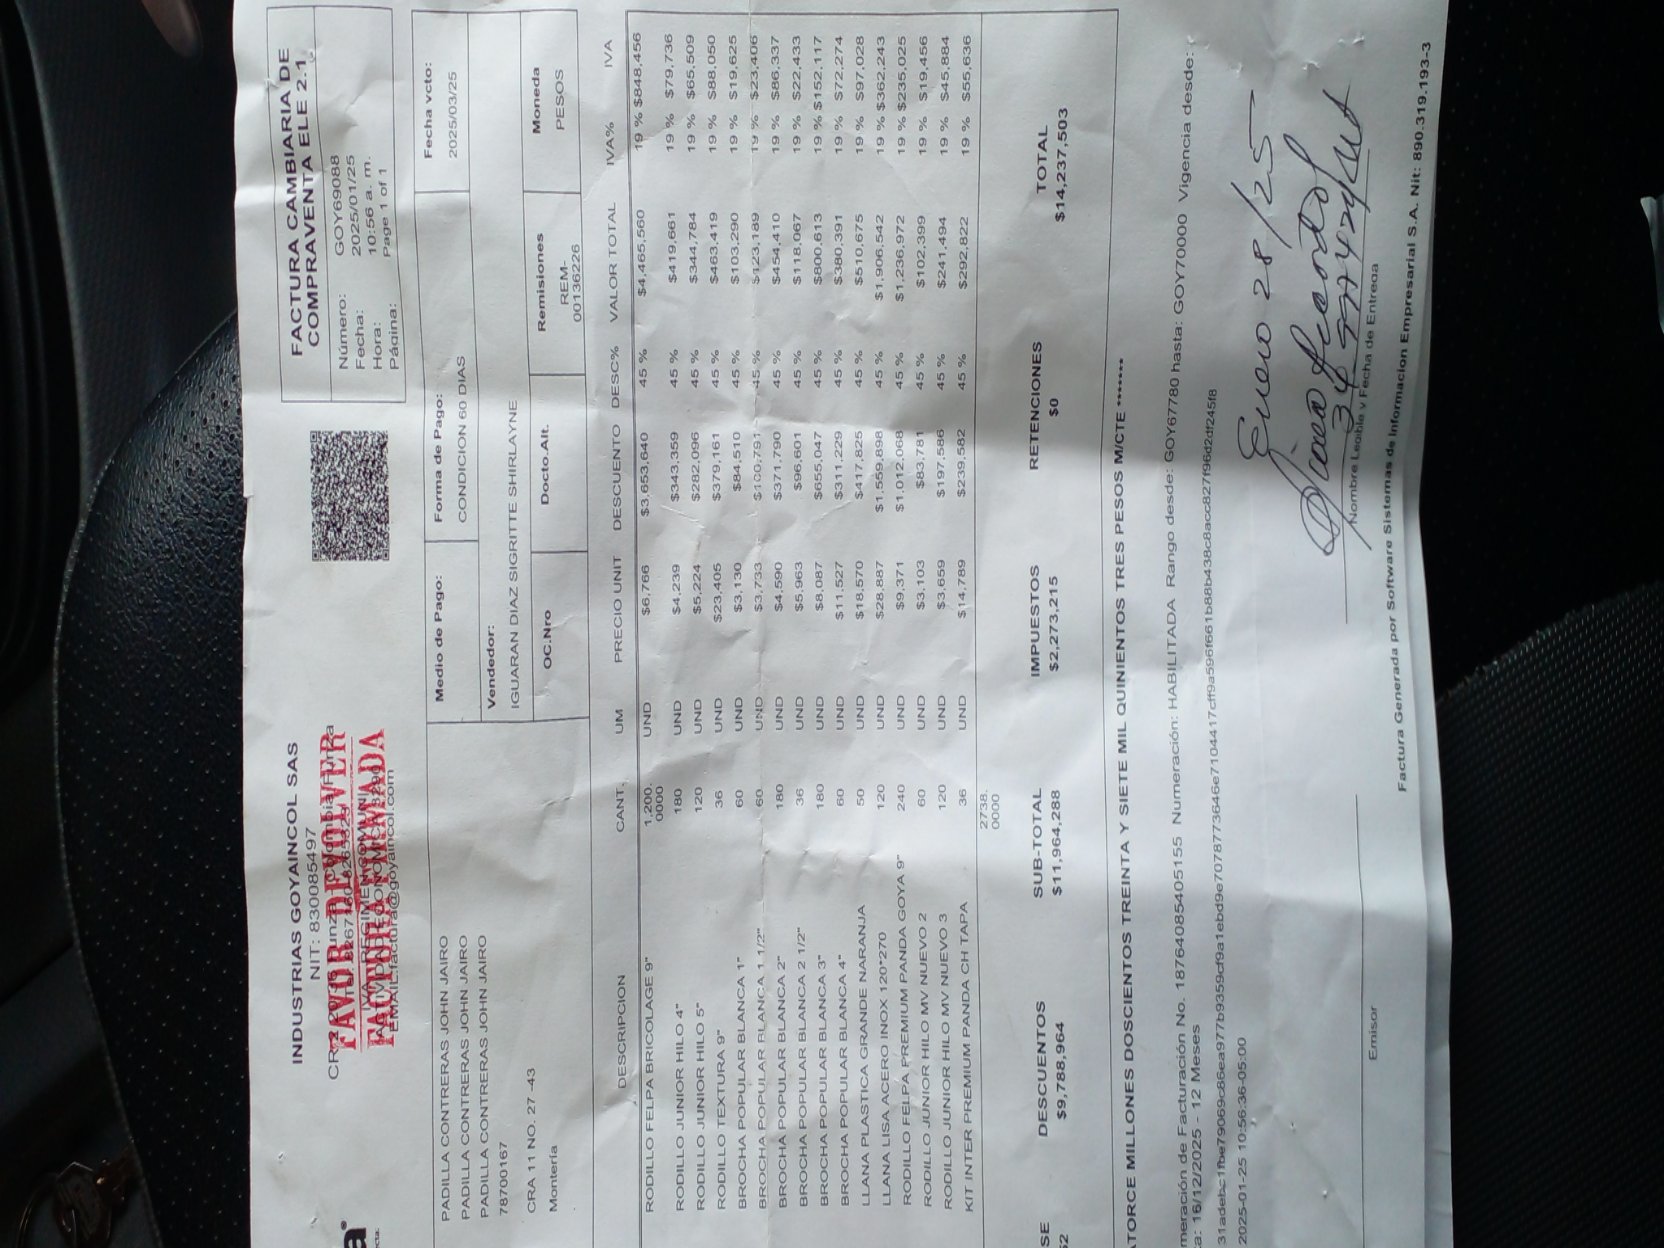 INDUSTRIAS GOYAINCOL SAS
NIT: 830085497
FAVOR DEVOLVER
FACTURA FIRMADA
FACTURA CAMBIARIA DE
COMPRAVENTA ELE 2.1
Número: GOY69088
Fecha: 2025/01/25
Hora: 10:56 a. m.
Página: Page 1 of 1
PADILLA CONTRERAS JOHN JAIRO
PADILLA CONTRERAS JOHN JAIRO
PADILLA CONTRERAS JOHN JAIRO
78700167
CRA 11 NO. 27 -43
Montería
Medio de Pago: Forma de Pago: Fecha vcto:
CONDICION 60 DIAS 2025/03/25
Vendedor:
IGUARAN DIAZ SIGRITTE SHIRLAYNE
OC.Nro Docto.Alt. Remisiones Moneda
REM- PESOS
00136226
DESCRIPCION CANT. UM PRECIO UNIT DESCUENTO DESC% VALOR TOTAL IVA% IVA
RODILLO FELPA BRICOLAGE 9" 1,200.0000 UND $6,766 $3,653,640 45 % $4,465,560 19 % $848,456
RODILLO JUNIOR HILO 4" 180 UND $4,239 $343,359 45 % $419,661 19 % $79,736
RODILLO JUNIOR HILO 5" 120 UND $5,224 $282,096 45 % $344,784 19 % $65,509
RODILLO TEXTURA 9" 36 UND $23,405 $379,161 45 % $463,419 19 % $88,050
BROCHA POPULAR BLANCA 1" 60 UND $3,130 $84,510 45 % $103,290 19 % $19,625
BROCHA POPULAR BLANCA 1 1/2" 60 UND $3,733 $100,791 45 % $123,189 19 % $23,406
BROCHA POPULAR BLANCA 2" 180 UND $4,590 $371,790 45 % $454,410 19 % $86,337
BROCHA POPULAR BLANCA 2 1/2" 36 UND $5,963 $96,601 45 % $118,067 19 % $22,433
BROCHA POPULAR BLANCA 3" 180 UND $8,087 $655,047 45 % $800,613 19 % $152,117
BROCHA POPULAR BLANCA 4" 60 UND $11,527 $311,229 45 % $380,391 19 % $72,274
LLANA PLASTICA GRANDE NARANJA 50 UND $18,570 $417,825 45 % $510,675 19 % $97,028
LLANA LISA ACERO INOX 120*270 120 UND $28,887 $1,559,898 45 % $1,906,542 19 % $362,243
RODILLO FELPA PREMIUM PANDA GOYA 9" 240 UND $9,371 $1,012,068 45 % $1,236,972 19 % $235,025
RODILLO JUNIOR HILO MV NUEVO 2 60 UND $3,103 $83,781 45 % $102,399 19 % $19,456
RODILLO JUNIOR HILO MV NUEVO 3 120 UND $3,659 $197,586 45 % $241,494 19 % $45,884
KIT INTER PREMIUM PANDA CH TAPA 36 UND $14,789 $239,582 45 % $292,822 19 % $55,636
2738.
0000
SE DESCUENTOS SUB-TOTAL IMPUESTOS RETENCIONES TOTAL
52 $9,788,964 $11,964,288 $2,273,215 $0 $14,237,503
ATORCE MILLONES DOSCIENTOS TREINTA Y SIETE MIL QUINIENTOS TRES PESOS M/CTE *******
meración de Facturación No. 18764085405155 Numeración: HABILITADA Rango desde: GOY67780 hasta: GOY70000 Vigencia desde:
ta: 16/12/2025 - 12 Meses
2025-01-25 10:56:36-05:00
Enero 28/25
Emisor
Nombre Legible y Fecha de Entrega
Factura Generada por Software Sistemas de Informacion Empresarial S.A. Nit: 890.319.193-3